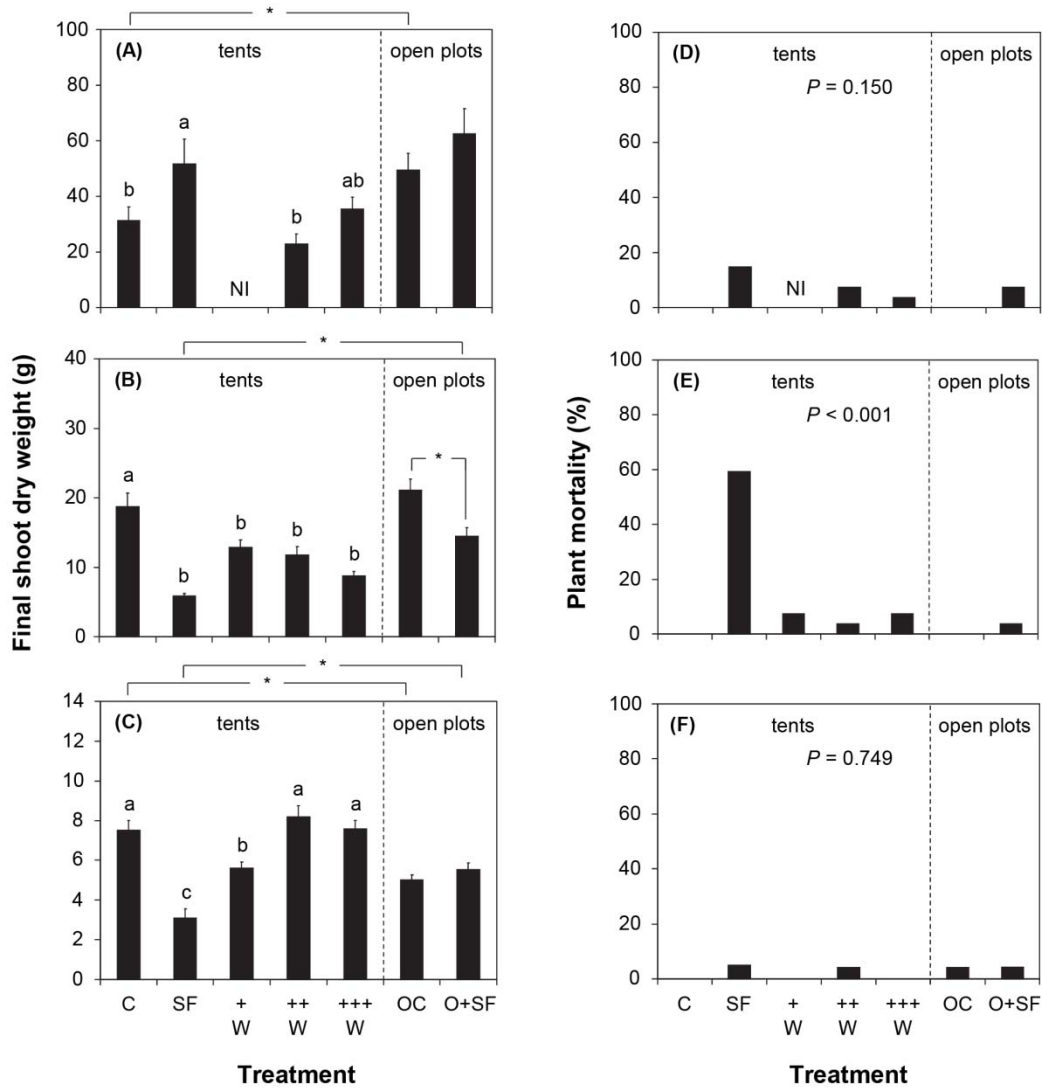 *
100
80
60
40
20
0
(A)
tents
open plots
b
a
NI
b
ab
*
40
30
20
10
0
(B)
tents
open plots
a
b
b
b
b
*
*
*
14
12
10
8
6
4
2
0
(C)
tents
open plots
a
c
b
a
a
C
SF
+
W
++
W
+++
W
OC
O+SF
Final shoot dry weight (g)
Treatment
100
80
60
40
20
0
(D)
tents
open plots
P = 0.150
NI
100
80
60
40
20
0
(E)
tents
open plots
P < 0.001
100
80
60
40
20
0
(F)
tents
open plots
P = 0.749
C
SF
+
W
++
W
+++
W
OC
O+SF
Plant mortality (%)
Treatment